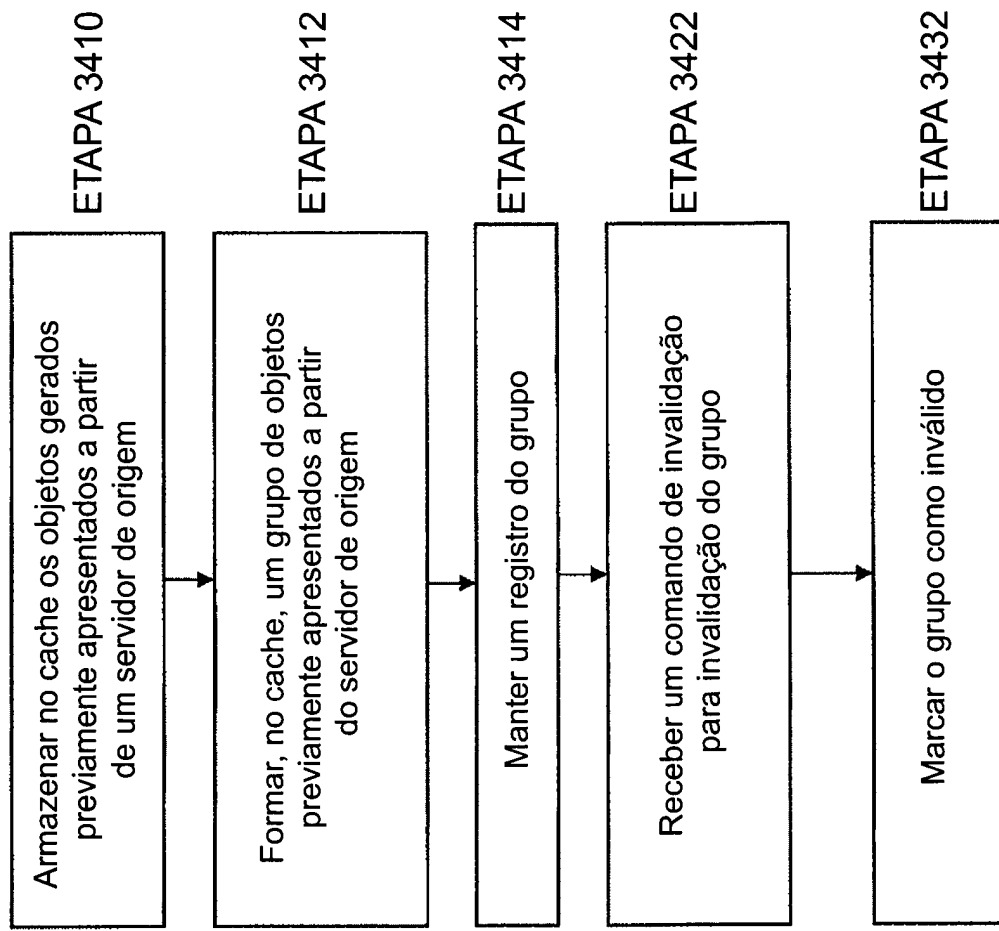 Armazenar no cache os objetos gerados
previamente apresentados a partir
de um servidor de origem
ETAPA 3410
Formar, no cache, um grupo de objetos
previamente apresentados a partir
do servidor de origem
ETAPA 3412
Manter um registro do grupo
ETAPA 3414
Receber um comando de invalidação
para invalidação do grupo
ETAPA 3422
Marcar o grupo como inválido
ETAPA 3432